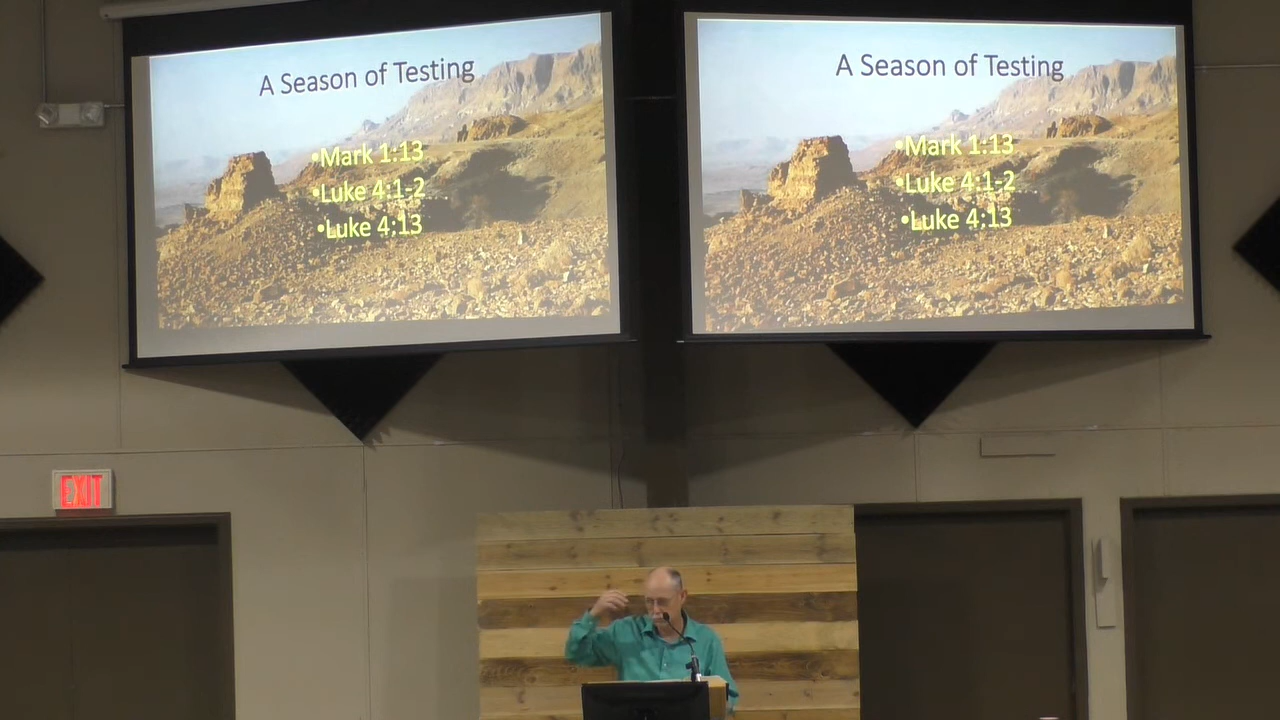 A Season of Testing
•Mark 1:13
•Luke 4:1-2
•Luke 4:13
A Season of Testing
•Mark 1:13
•Luke 4:1-2
•Luke 4:13
EXIT